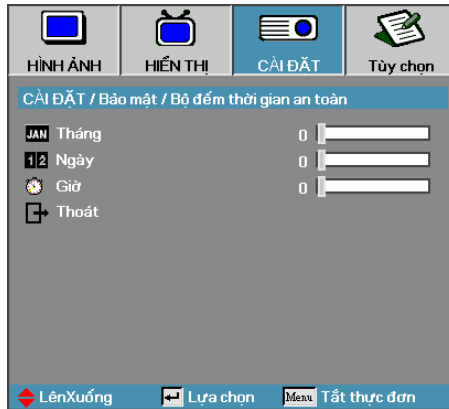 HÌNH ẢNH HIỂN THỊ CÀI ĐẶT Tùy chọn
CÀI ĐẶT / Bảo mật / Bộ đếm thời gian an toàn
JAN Tháng 0
12 Ngày 0
Giờ 0
Thoát
LênXuống Lựa chọn Menu Tắt thực đơn